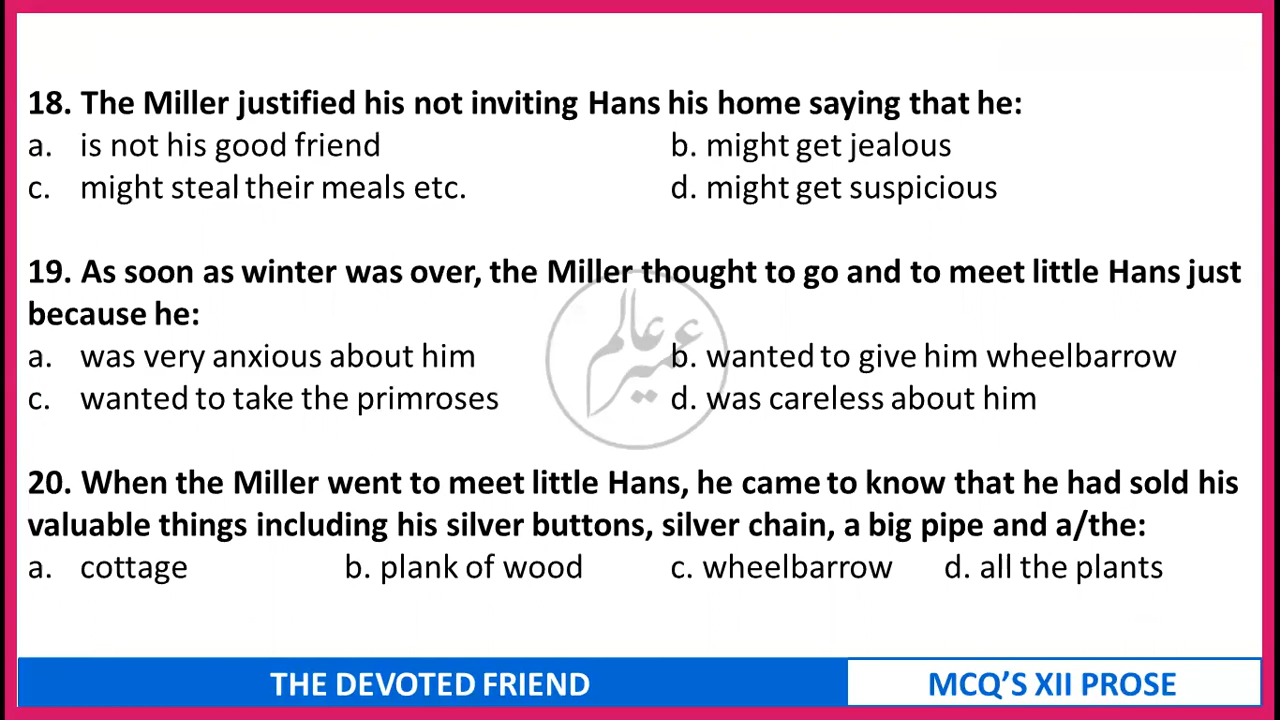 18. The Miller justified his not inviting Hans his home saying that he:
a. is not his good friend b. might get jealous
c. might steal their meals etc. d. might get suspicious
19. As soon as winter was over, the Miller thought to go and to meet little Hans just
because he:
a. was very anxious about him b. wanted to give him wheelbarrow
c. wanted to take the primroses d. was careless about him
عمیر عالم
20. When the Miller went to meet little Hans, he came to know that he had sold his
valuable things including his silver buttons, silver chain, a big pipe and a/the:
a. cottage b. plank of wood c. wheelbarrow d. all the plants
THE DEVOTED FRIEND MCQ’S XII PROSE